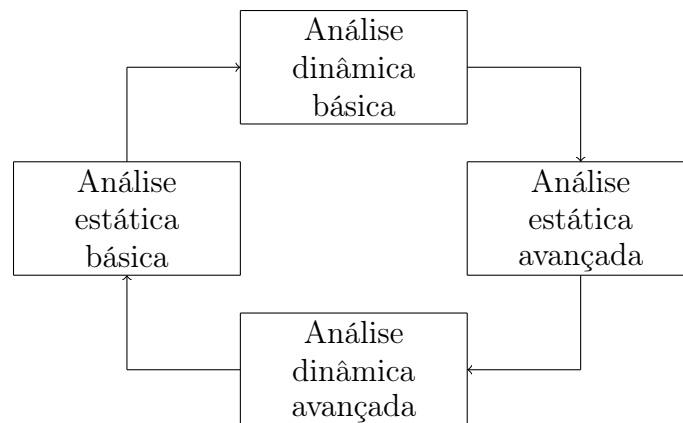 Análise
dinâmica
básica
Análise
estática
básica
Análise
estática
avançada
Análise
dinâmica
avançada